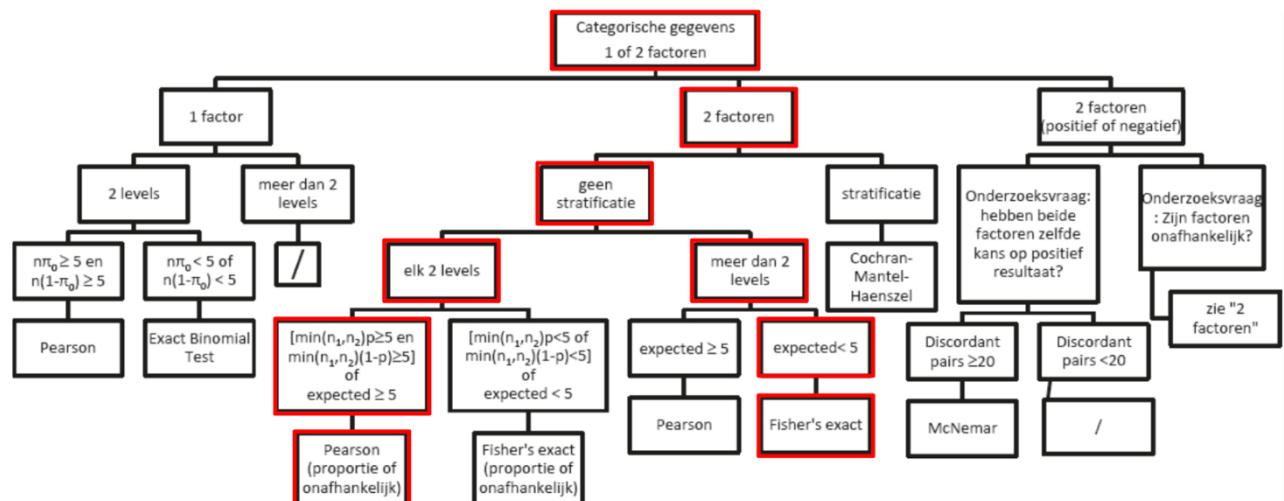 Categorische gegevens
1 of 2 factoren
1 factor
2 factoren
2 factoren
(positief of negatief)
2 levels
meer dan 2
levels
geen
stratificatie
stratificatie
Onderzoeksvraag:
hebben beide
factoren zelfde
kans op positief
resultaat?
Onderzoeksvraag
: Zijn factoren
onafhankelijk?
nπ₀ ≥ 5 en
n(1-π₀) ≥ 5
nπ₀ < 5 of
n(1-π₀) < 5
/
elk 2 levels
meer dan 2
levels
Cochran-
Mantel-
Haenszel
zie "2
factoren"
Pearson
Exact Binomial
Test
[min(n₁,n₂)p≥5 en
min(n₁,n₂)(1-p)≥5]
of
expected ≥ 5
[min(n₁,n₂)p<5 of
min(n₁,n₂)(1-p)<5]
of
expected < 5
expected ≥ 5
expected< 5
Discordant
pairs ≥20
Discordant
pairs <20
Pearson
(proportie of
onafhankelijk)
Fisher's exact
(proportie of
onafhankelijk)
Pearson
Fisher's exact
McNemar
/